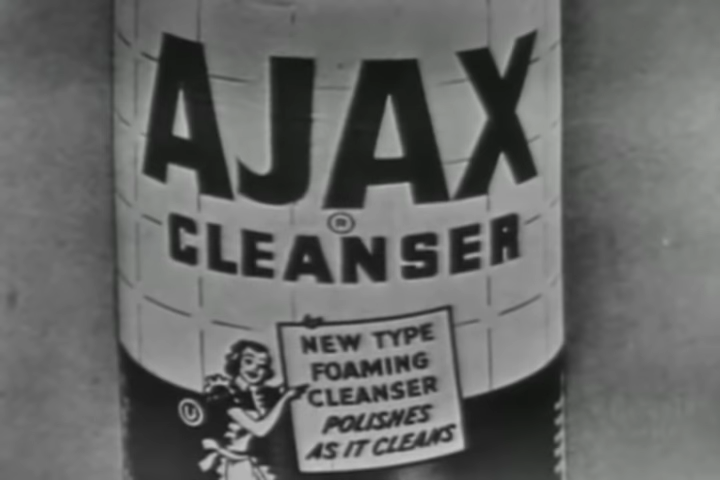 AJAX
®
CLEANSER
NEW TYPE
FOAMING
CLEANSER
POLISHES
AS IT CLEANS
U